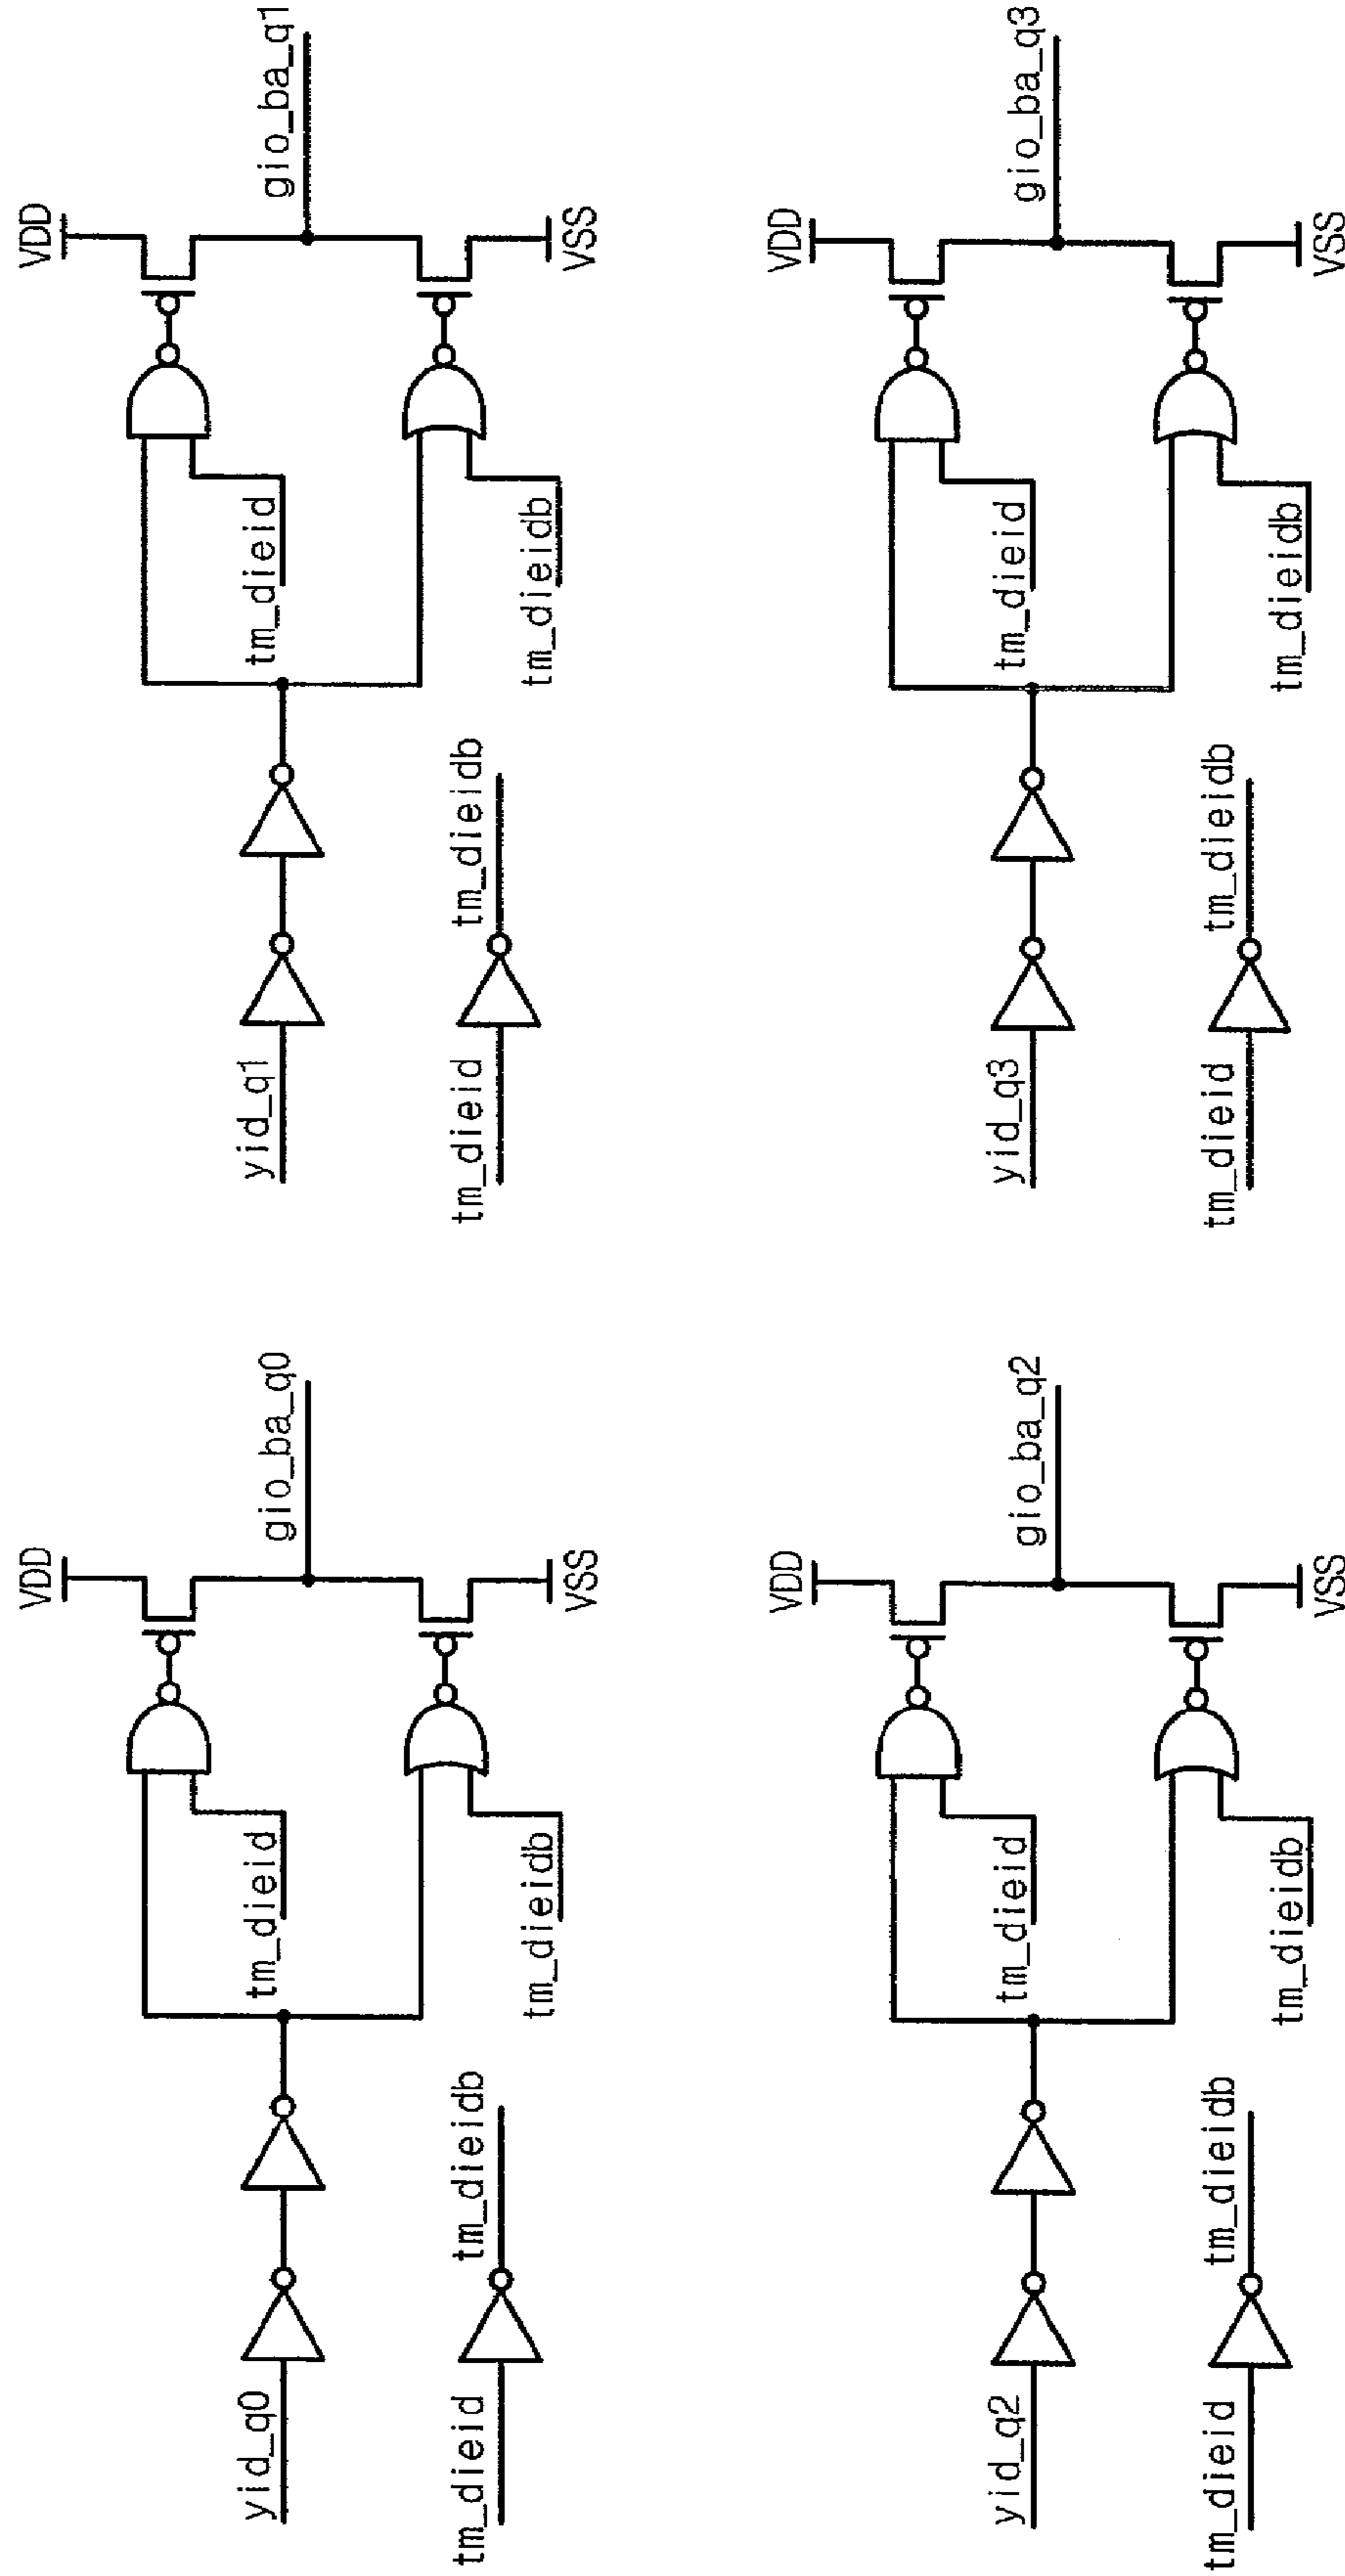 VDD
yid_q0
tm_dieid
gio_ba_q0
tm_dieid
tm_dieidb
tm_dieidb
VSS
VDD
yid_q1
tm_dieid
gio_ba_q1
tm_dieid
tm_dieidb
tm_dieidb
VSS
VDD
yid_q2
tm_dieid
gio_ba_q2
tm_dieid
tm_dieidb
tm_dieidb
VSS
VDD
yid_q3
tm_dieid
gio_ba_q3
tm_dieid
tm_dieidb
tm_dieidb
VSS